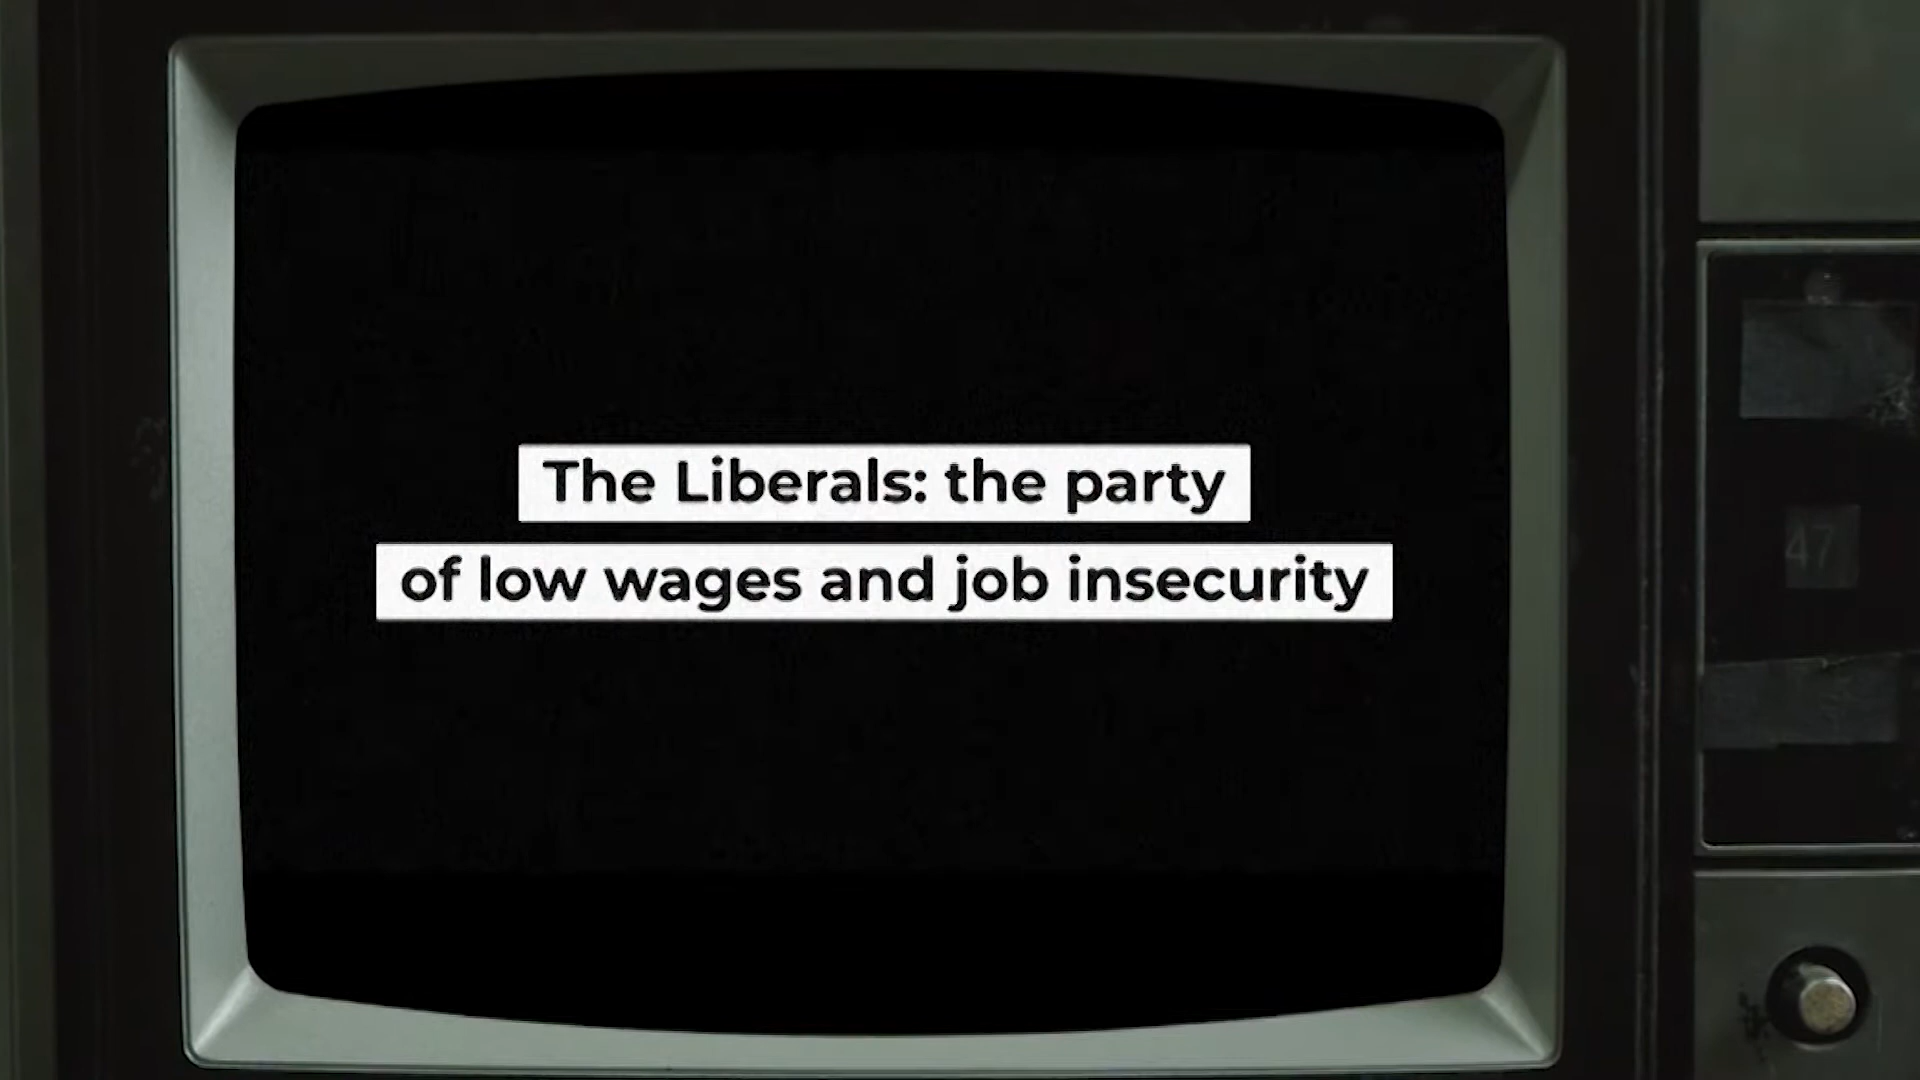 The Liberals: the party
of low wages and job insecurity
47